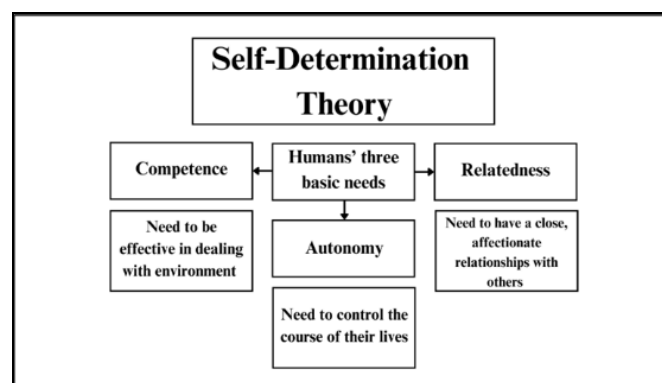 Self-Determination
Theory
Competence
Humans' three
basic needs
Relatedness
Need to be
effective in dealing
with environment
Autonomy
Need to have a close,
affectionate
relationships with
others
Need to control the
course of their lives